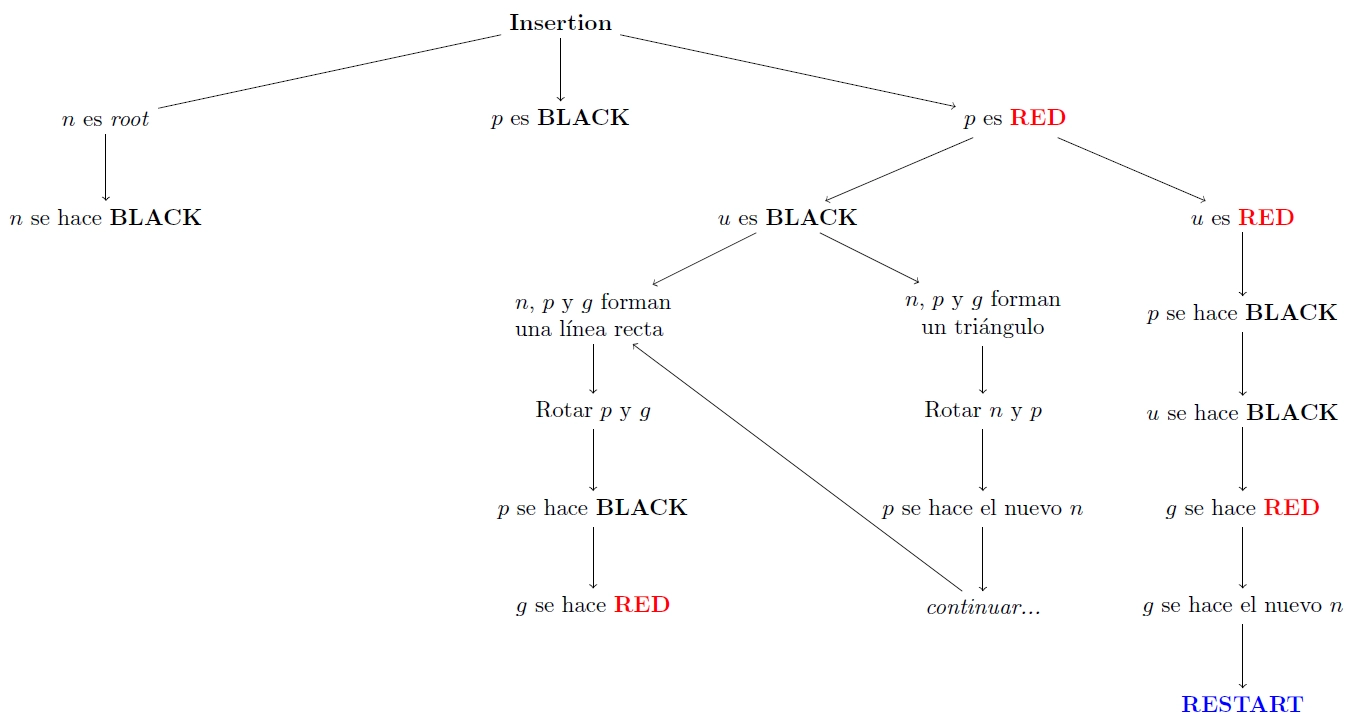 Insertion
n es root
p es BLACK
p es RED
n se hace BLACK
u es BLACK
u es RED
n, p y g forman
una línea recta
n, p y g forman
un triángulo
p se hace BLACK
Rotar p y g
Rotar n y p
u se hace BLACK
p se hace BLACK
p se hace el nuevo n
g se hace RED
g se hace RED
continuar...
g se hace el nuevo n
RESTART